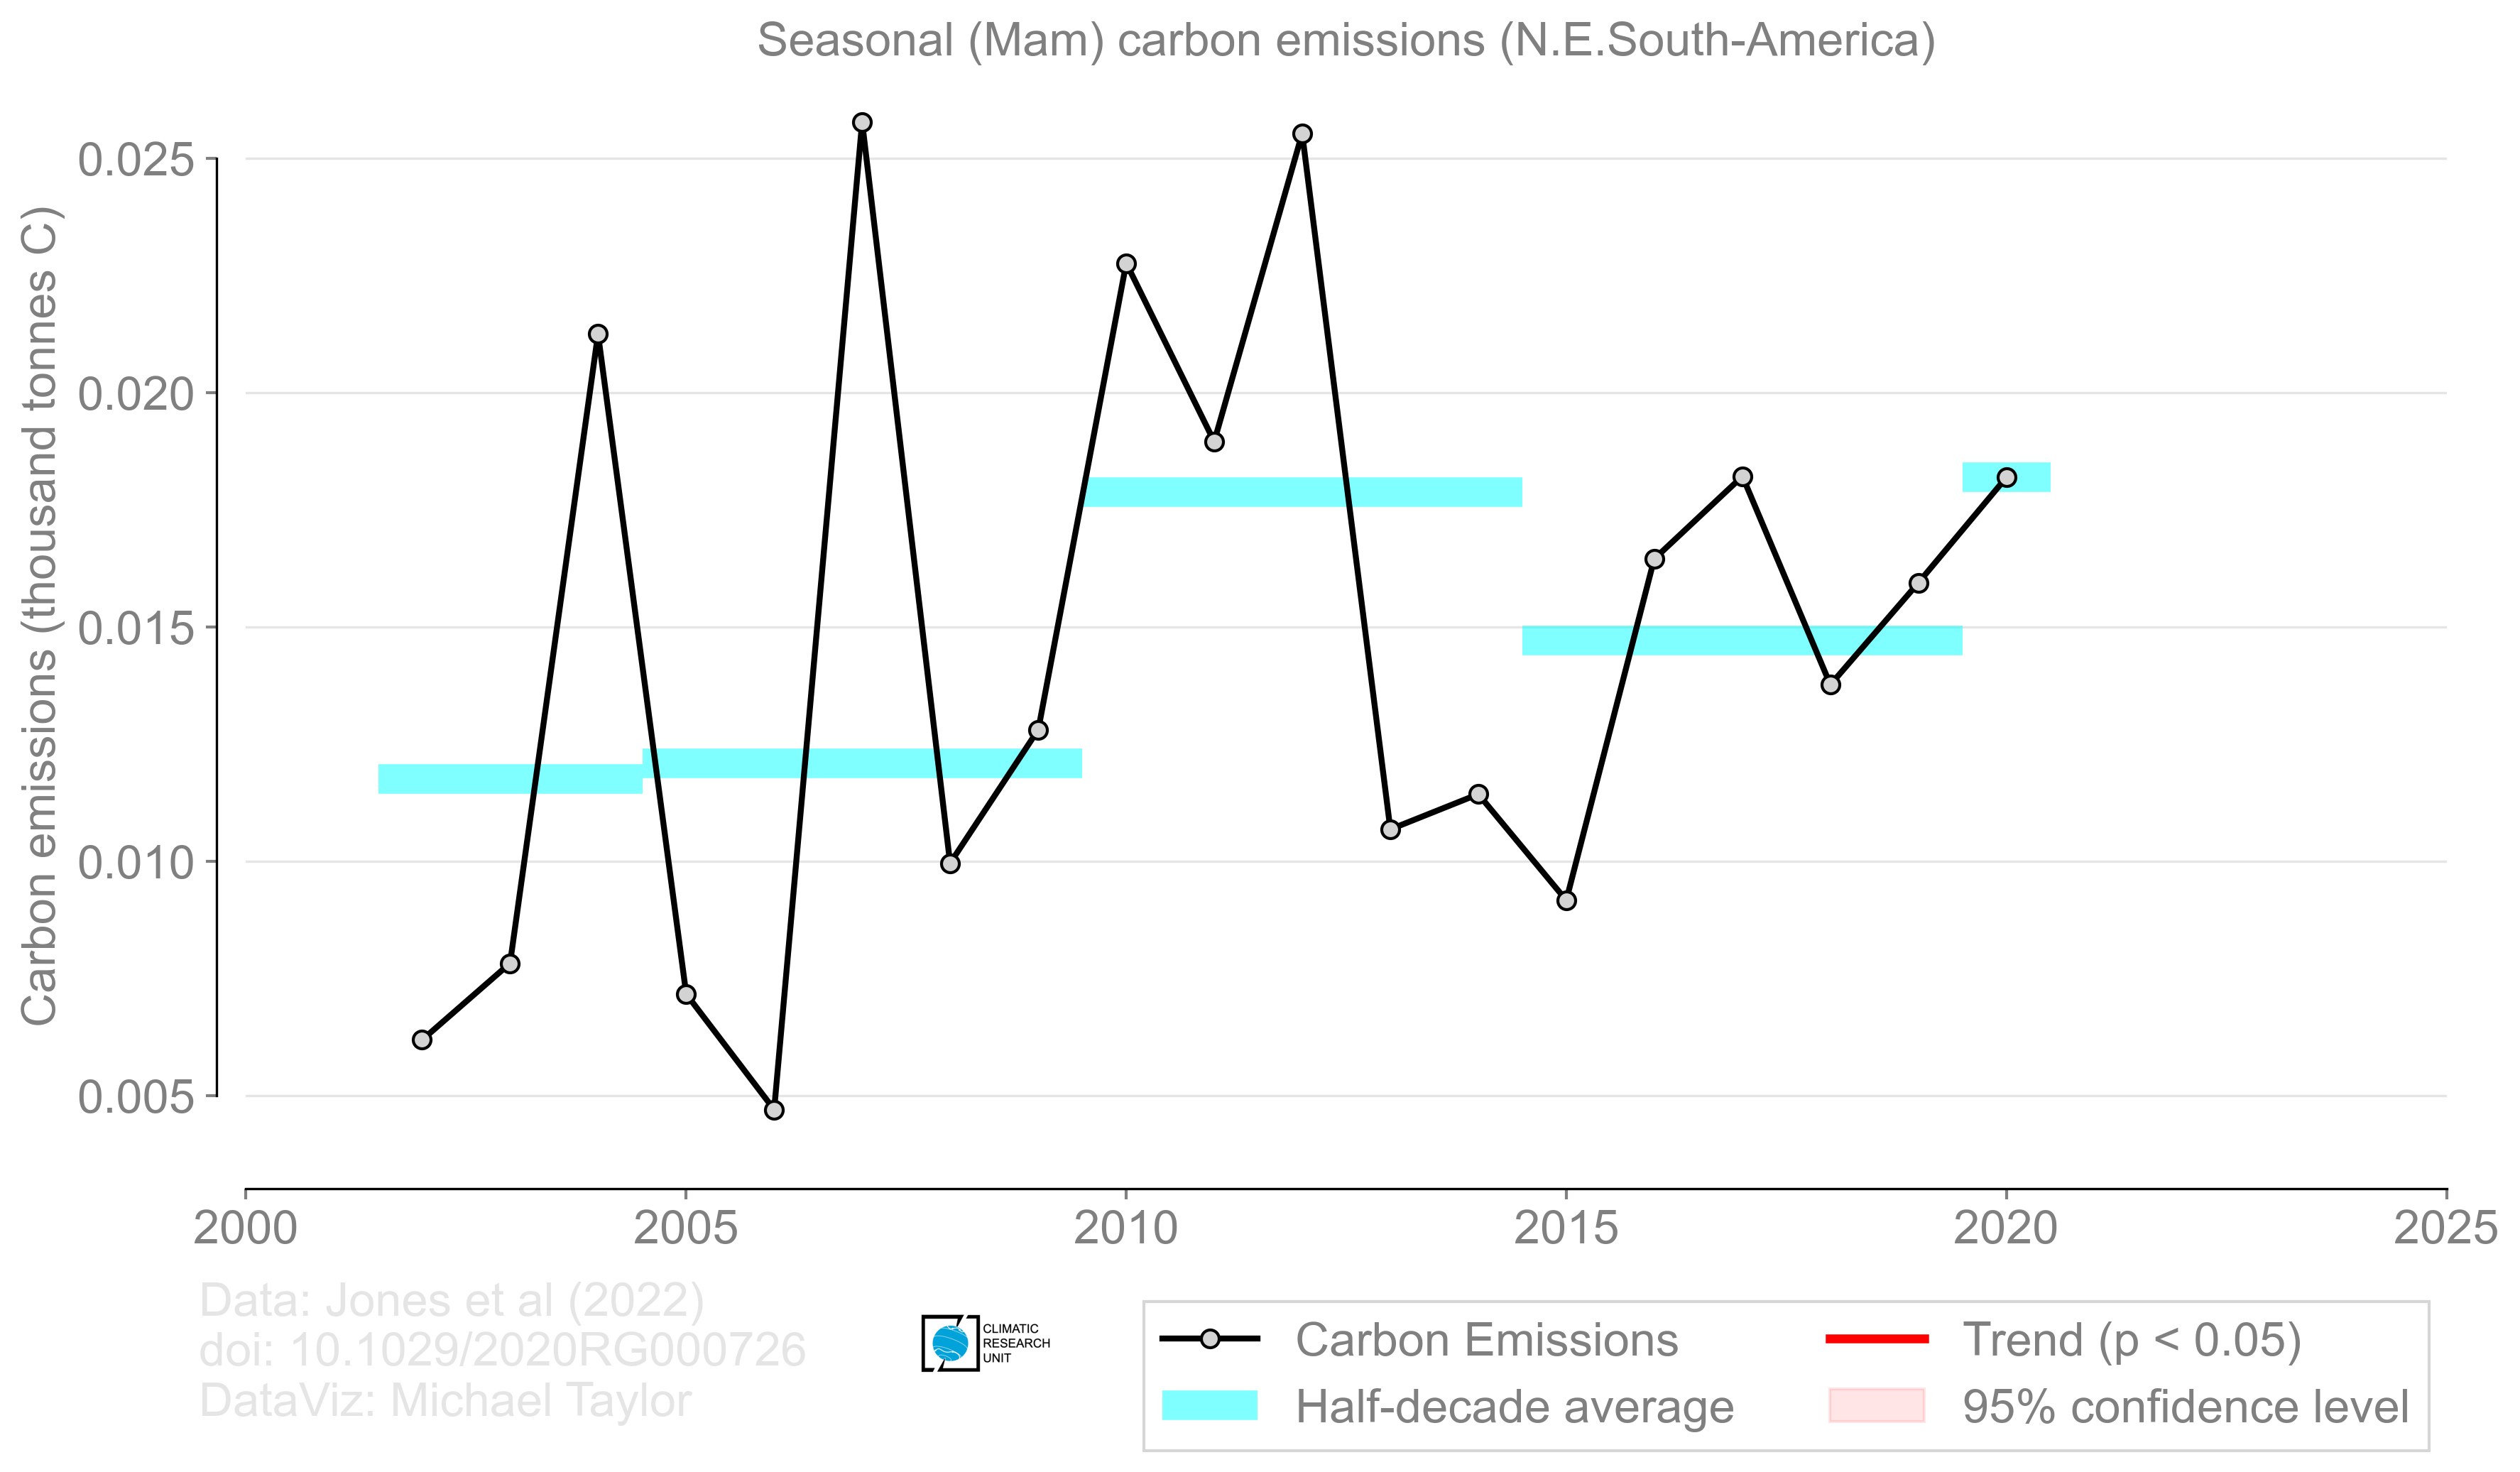 Seasonal (Mam) carbon emissions (N.E.South-America)
Carbon emissions (thousand tonnes C)
0.025
0.020
0.015
0.010
0.005
2000 2005 2010 2015 2020 2025
Data: Jones et al (2022)
doi: 10.1029/2020RG000726
DataViz: Michael Taylor
CLIMATIC
RESEARCH
UNIT
Carbon Emissions
Half-decade average
Trend (p < 0.05)
95% confidence level